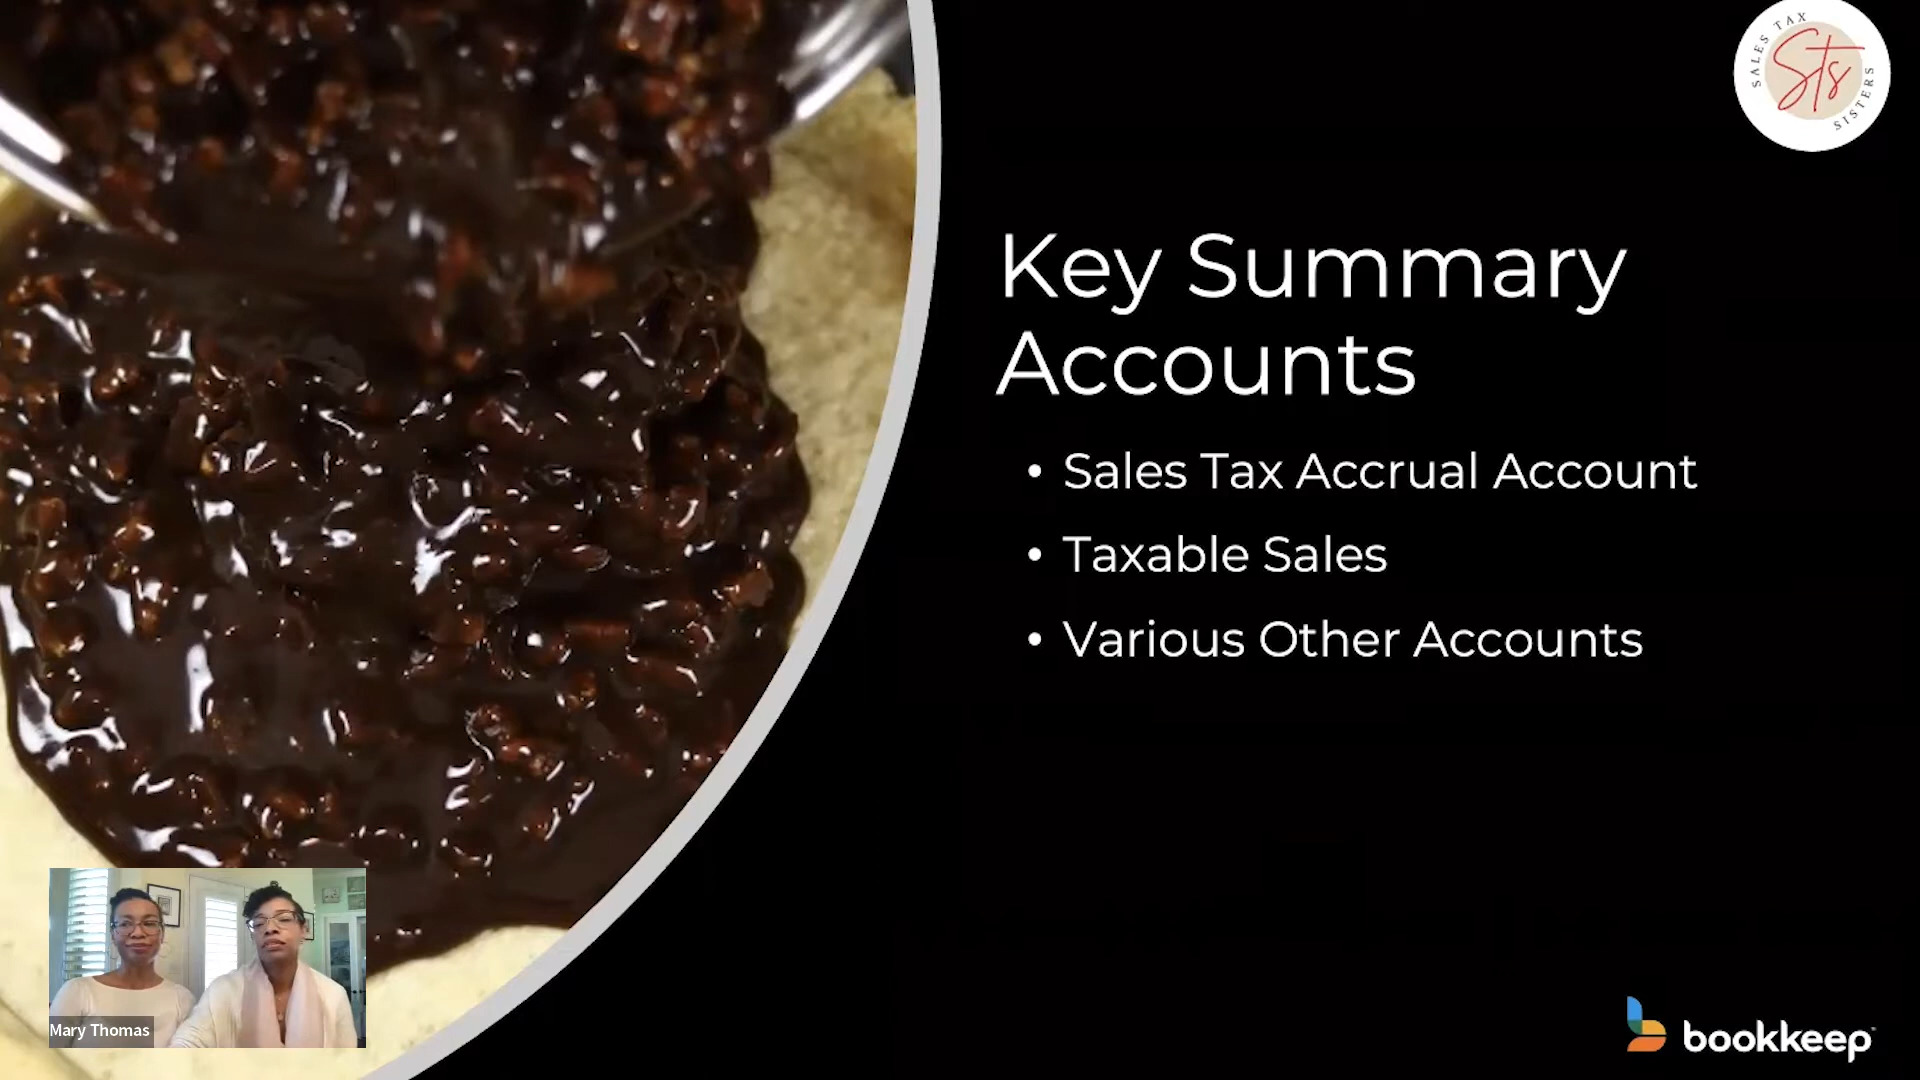 SALES TAX
Sts
SISTERS
Key Summary
Accounts
• Sales Tax Accrual Account
• Taxable Sales
• Various Other Accounts
Mary Thomas
bookkeep